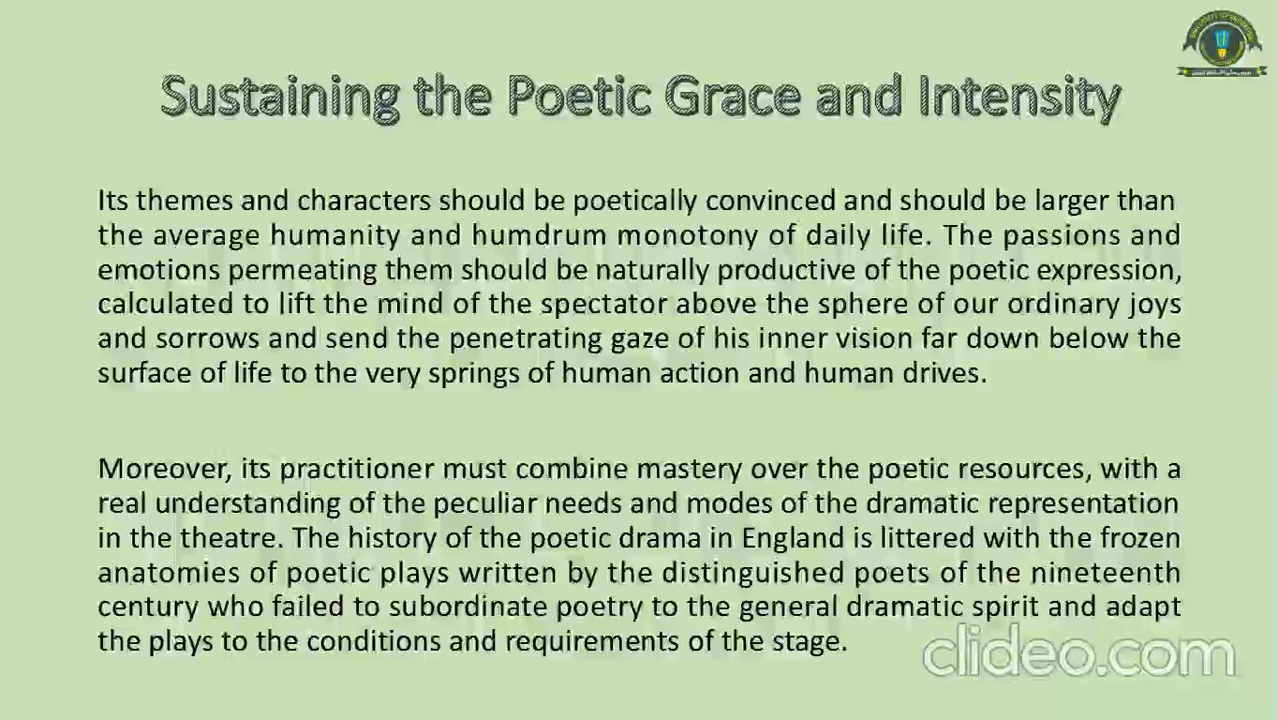 Sustaining the Poetic Grace and Intensity
Its themes and characters should be poetically convinced and should be larger than
the average humanity and humdrum monotony of daily life. The passions and
emotions permeating them should be naturally productive of the poetic expression,
calculated to lift the mind of the spectator above the sphere of our ordinary joys
and sorrows and send the penetrating gaze of his inner vision far down below the
surface of life to the very springs of human action and human drives.
Moreover, its practitioner must combine mastery over the poetic resources, with a
real understanding of the peculiar needs and modes of the dramatic representation
in the theatre. The history of the poetic drama in England is littered with the frozen
anatomies of poetic plays written by the distinguished poets of the nineteenth
century who failed to subordinate poetry to the general dramatic spirit and adapt
the plays to the conditions and requirements of the stage.
clideo.com